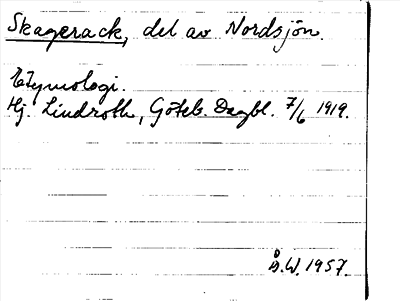 Skagerack, del av Nordsjön.
Etymologi.
Hj. Lindroth, Göteb. Dagbl. 7/6 1919.
Å.W. 1957.